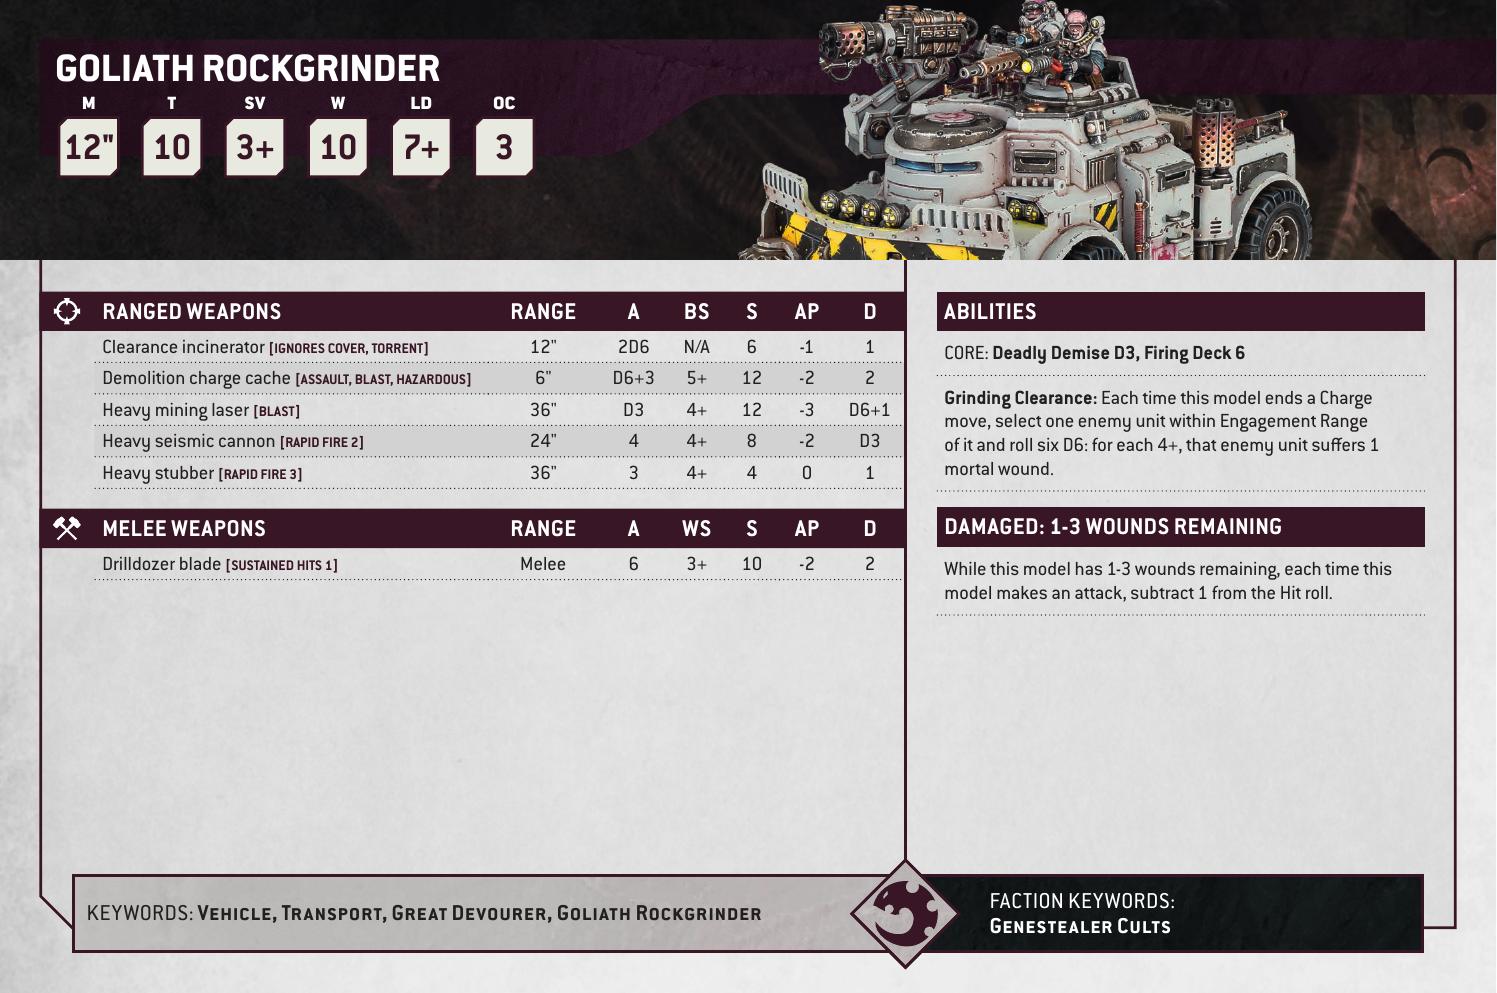 GOLIATH ROCKGRINDER
M T SV W LD OC
12" 10 3+ 10 7+ 3
RANGED WEAPONS RANGE A BS S AP D
Clearance incinerator [IGNORES COVER, TORRENT] 12" 2D6 N/A 6 -1 1
Demolition charge cache [ASSAULT, BLAST, HAZARDOUS] 6" D6+3 5+ 12 -2 2
Heavy mining laser [BLAST] 36" D3 4+ 12 -3 D6+1
Heavy seismic cannon [RAPID FIRE 2] 24" 4 4+ 8 -2 D3
Heavy stubber [RAPID FIRE 3] 36" 3 4+ 4 0 1
MELEE WEAPONS RANGE A WS S AP D
Drilldozer blade [SUSTAINED HITS 1] Melee 6 3+ 10 -2 2
ABILITIES
CORE: Deadly Demise D3, Firing Deck 6
Grinding Clearance: Each time this model ends a Charge
move, select one enemy unit within Engagement Range
of it and roll six D6: for each 4+, that enemy unit suffers 1
mortal wound.
DAMAGED: 1-3 WOUNDS REMAINING
While this model has 1-3 wounds remaining, each time this
model makes an attack, subtract 1 from the Hit roll.
KEYWORDS: Vehicle, Transport, Great Devourer, Goliath Rockgrinder
FACTION KEYWORDS:
Genestealer Cults